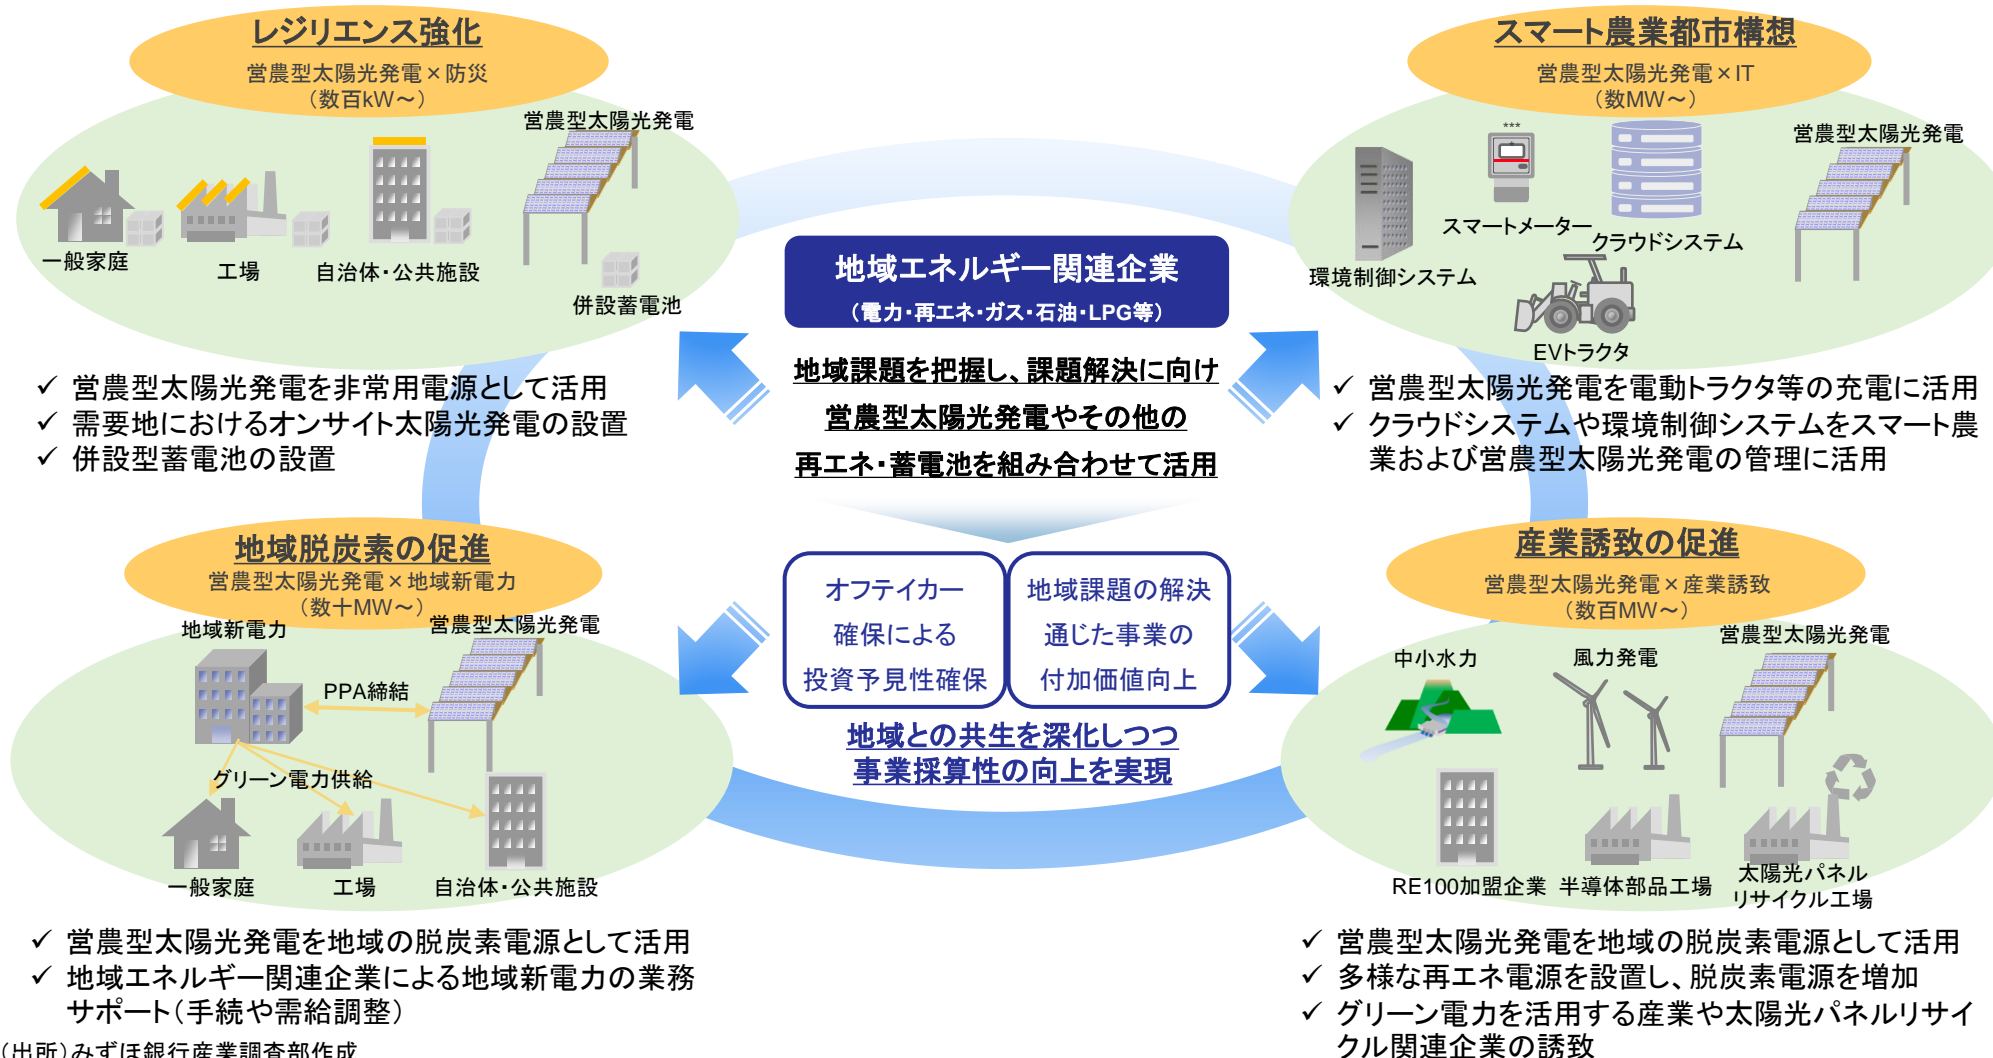 レジリエンス強化
営農型太陽光発電×防災
(数百kW～)
営農型太陽光発電
一般家庭
工場
自治体・公共施設
併設蓄電池
✓ 営農型太陽光発電を非常用電源として活用
✓ 需要地におけるオンサイト太陽光発電の設置
✓ 併設型蓄電池の設置
スマート農業都市構想
営農型太陽光発電×IT
(数MW～)
***
営農型太陽光発電
スマートメーター
クラウドシステム
環境制御システム
EVトラクタ
✓ 営農型太陽光発電を電動トラクタ等の充電に活用
✓ クラウドシステムや環境制御システムをスマート農
業および営農型太陽光発電の管理に活用
地域エネルギー関連企業
(電力・再エネ・ガス・石油・LPG等)
地域課題を把握し、課題解決に向け
営農型太陽光発電やその他の
再エネ・蓄電池を組み合わせて活用
オフテイカー
確保による
投資予見性確保
地域課題の解決
通じた事業の
付加価値向上
地域との共生を深化しつつ
事業採算性の向上を実現
地域脱炭素の促進
営農型太陽光発電×地域新電力
(数十MW～)
地域新電力
営農型太陽光発電
PPA締結
グリーン電力供給
一般家庭
工場
自治体・公共施設
✓ 営農型太陽光発電を地域の脱炭素電源として活用
✓ 地域エネルギー関連企業による地域新電力の業務
サポート(手続や需給調整)
産業誘致の促進
営農型太陽光発電×産業誘致
(数百MW～)
中小水力
風力発電
営農型太陽光発電
RE100加盟企業
半導体部品工場
太陽光パネル
リサイクル工場
✓ 営農型太陽光発電を地域の脱炭素電源として活用
✓ 多様な再エネ電源を設置し、脱炭素電源を増加
✓ グリーン電力を活用する産業や太陽光パネルリサイ
クル関連企業の誘致
(出所)みずほ銀行産業調査部作成